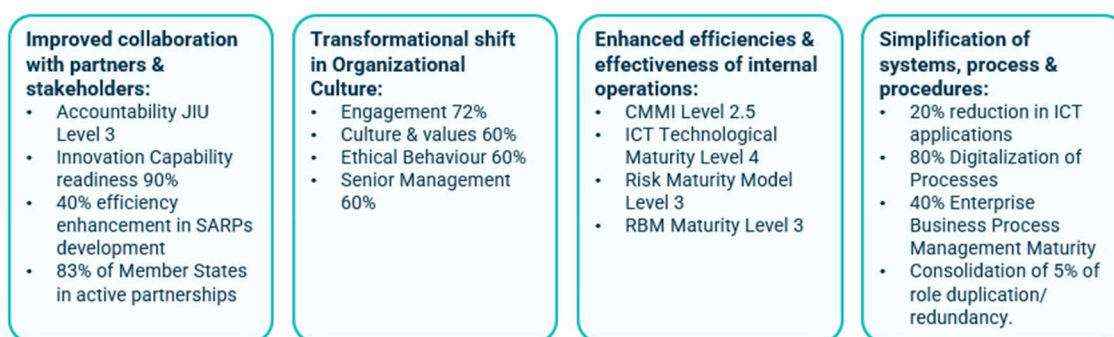 Improved collaboration
with partners &
stakeholders:
• Accountability JIU
Level 3
• Innovation Capability
readiness 90%
• 40% efficiency
enhancement in SARPs
development
• 83% of Member States
in active partnerships
Transformational shift
in Organizational
Culture:
• Engagement 72%
• Culture & values 60%
• Ethical Behaviour 60%
• Senior Management
60%
Enhanced efficiencies &
effectiveness of internal
operations:
• CMMI Level 2.5
• ICT Technological
Maturity Level 4
• Risk Maturity Model
Level 3
• RBM Maturity Level 3
Simplification of
systems, process &
procedures:
• 20% reduction in ICT
applications
• 80% Digitalization of
Processes
• 40% Enterprise
Business Process
Management Maturity
• Consolidation of 5% of
role duplication/
redundancy.